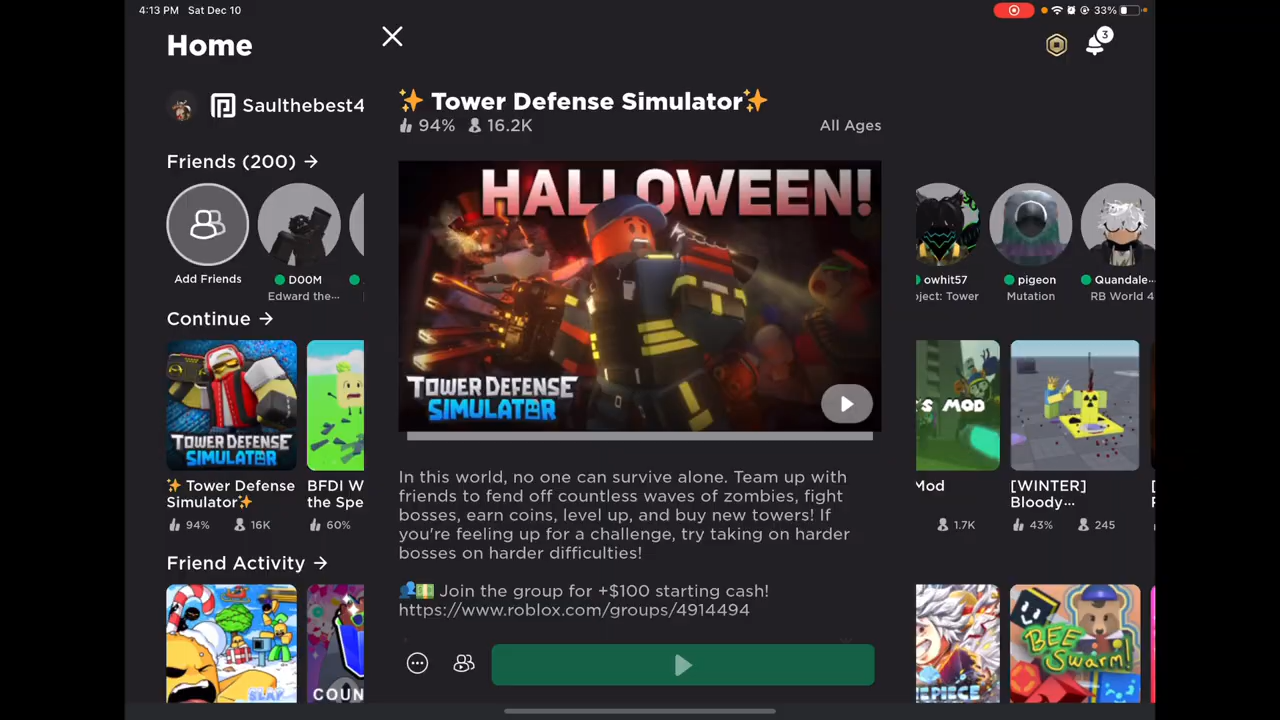 4:13 PM Sat Dec 10
33%
Home
3
Saulthebest4
✨ Tower Defense Simulator✨
94% 16.2K
All Ages
Friends (200) →
HALLOWEEN!
TOWER DEFENSE
SIMULATOR
Add Friends
DOOM
Edward the...
owhit57
oject: Tower
pigeon
Mutation
Quandale...
RB World 4
Continue →
TOWER DEFENSE
SIMULATOR
'S MOD
✨ Tower Defense
Simulator✨
94% 16K
BFDI W
the Spe
60%
Mod
1.7K
[WINTER]
Bloody...
43% 245
In this world, no one can survive alone. Team up with
friends to fend off countless waves of zombies, fight
bosses, earn coins, level up, and buy new towers! If
you're feeling up for a challenge, try taking on harder
bosses on harder difficulties!
👥💵 Join the group for +$100 starting cash!
https://www.roblox.com/groups/4914494
Friend Activity →
SLAP
COUN
PIECE
BEE
Swarm!